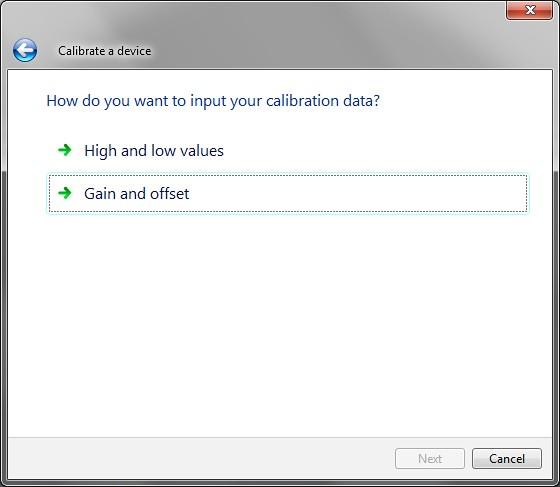 Calibrate a device
How do you want to input your calibration data?
High and low values
Gain and offset
Next
Cancel